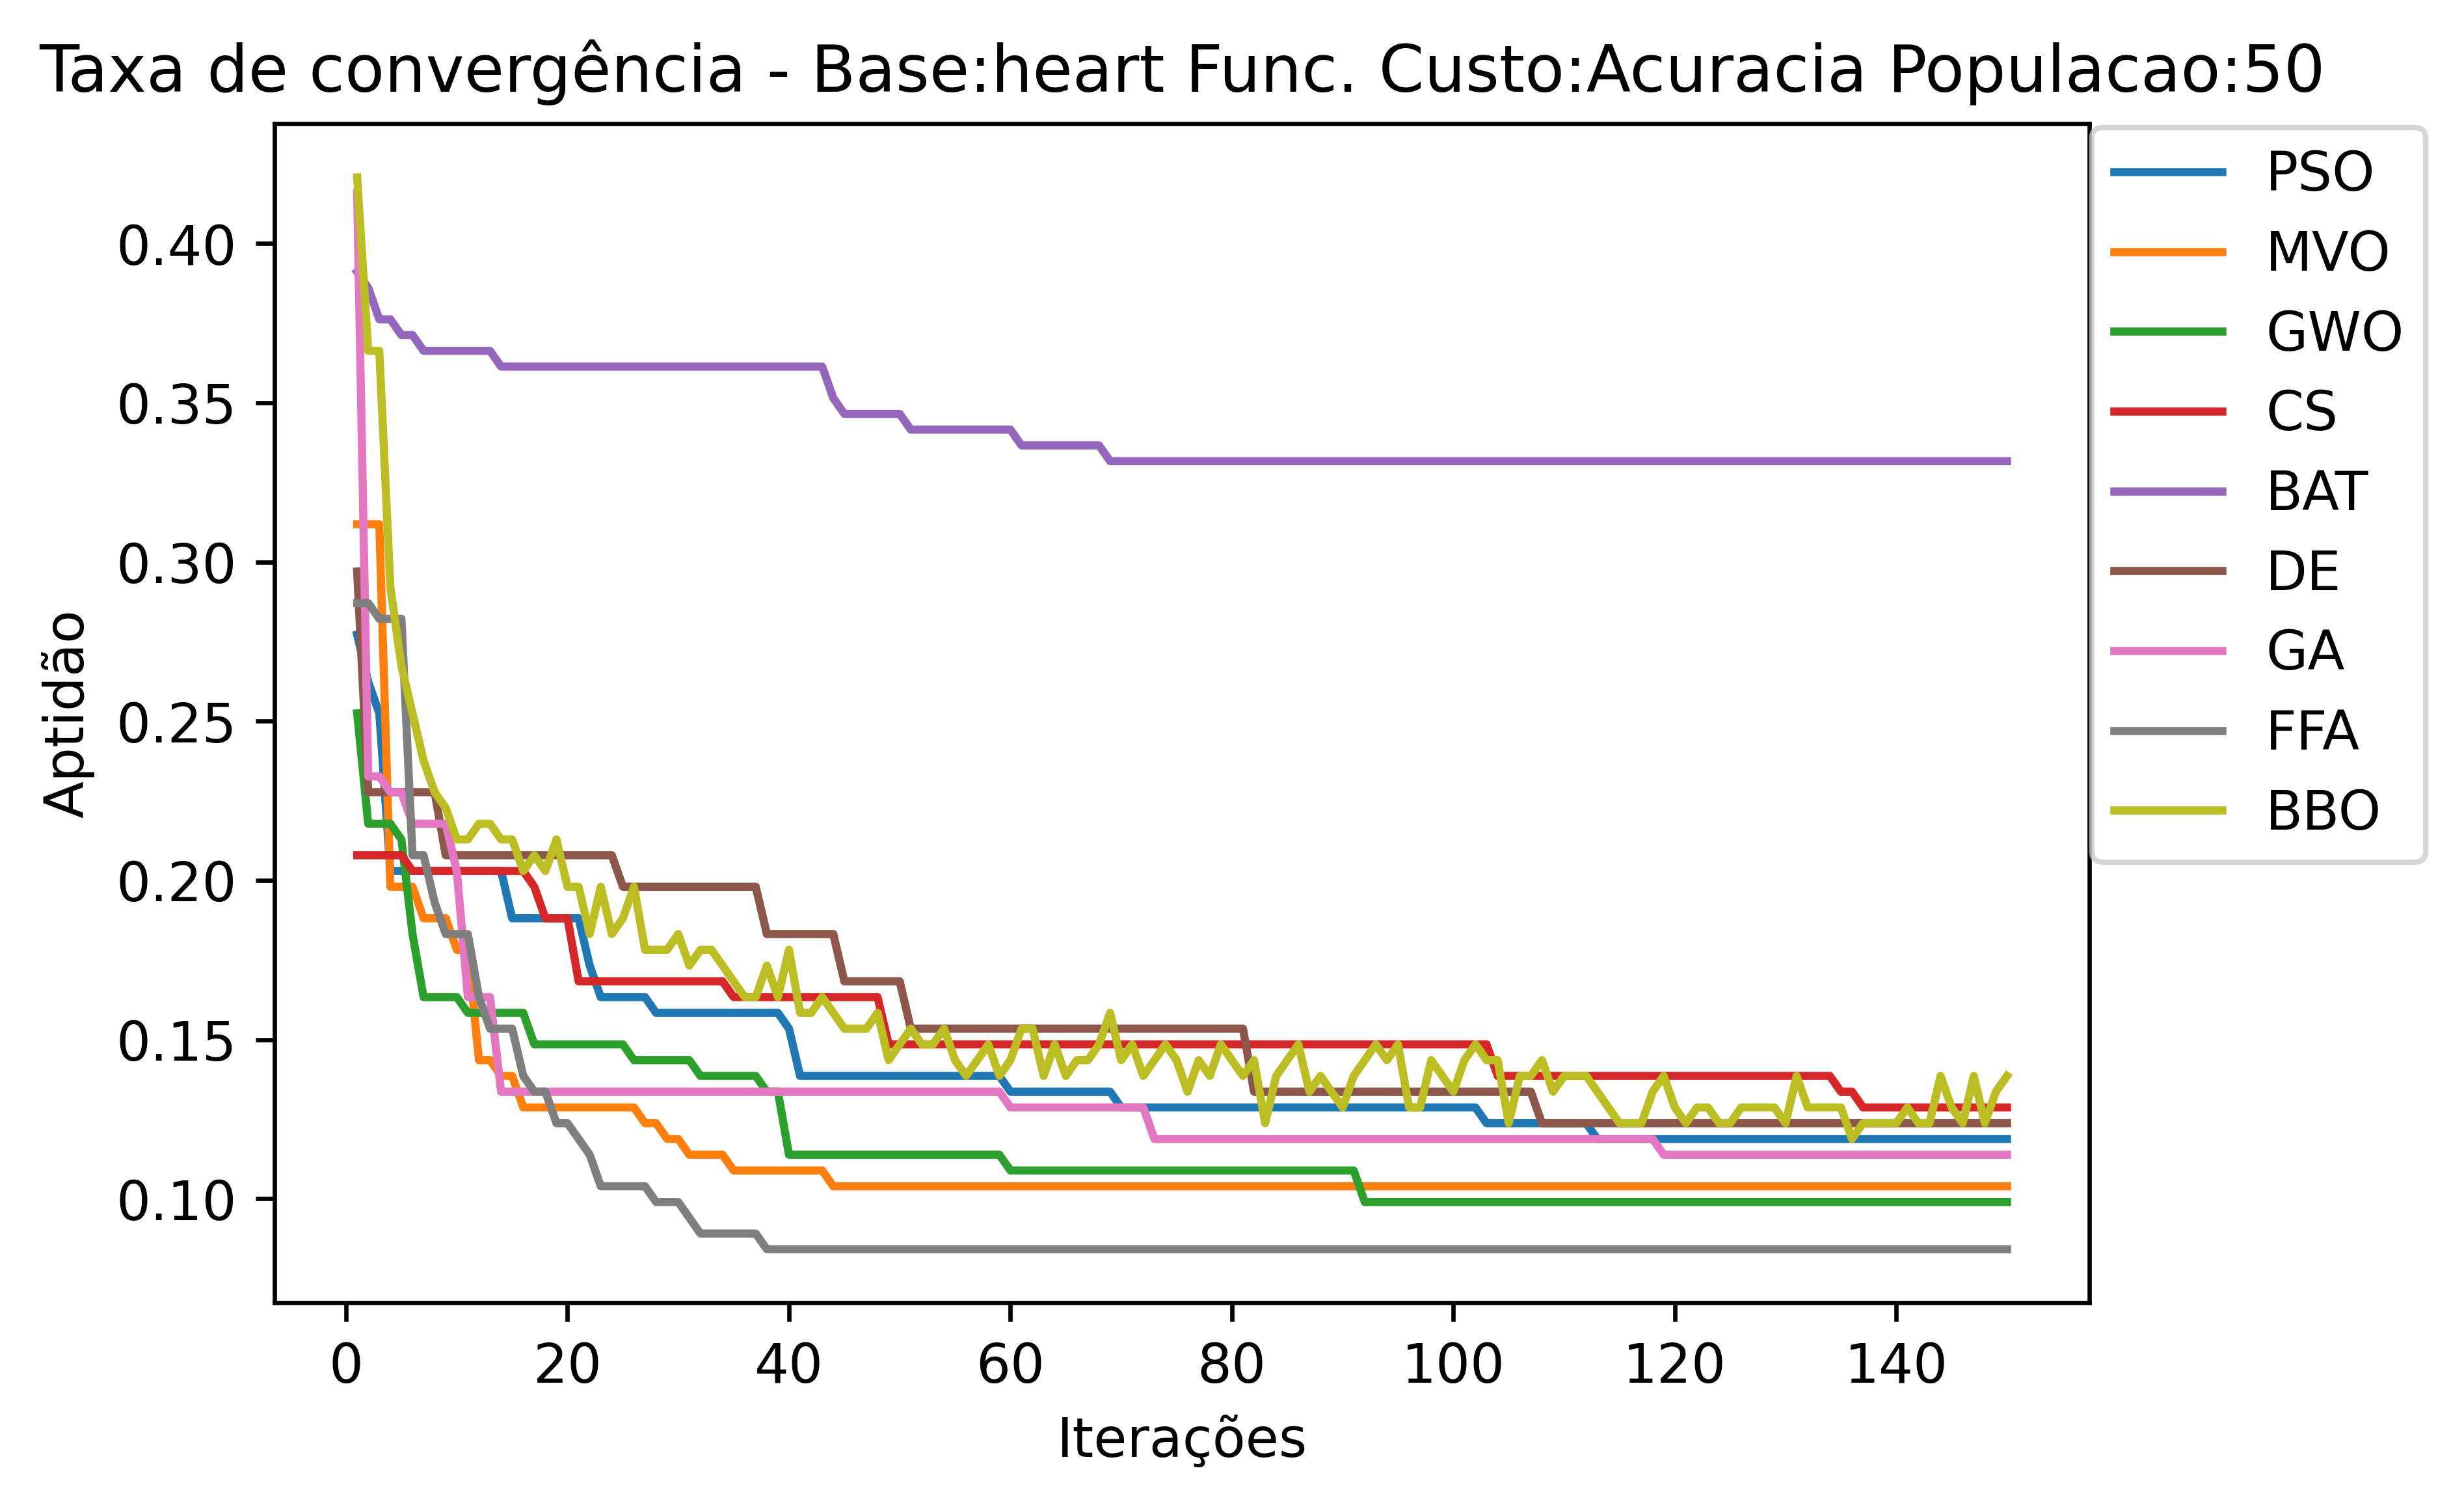 Taxa de convergência - Base:heart Func. Custo:Acuracia Populacao:50
PSO
MVO
GWO
CS
BAT
DE
GA
FFA
BBO
Aptidão
0.40
0.35
0.30
0.25
0.20
0.15
0.10
0 20 40 60 80 100 120 140
Iterações